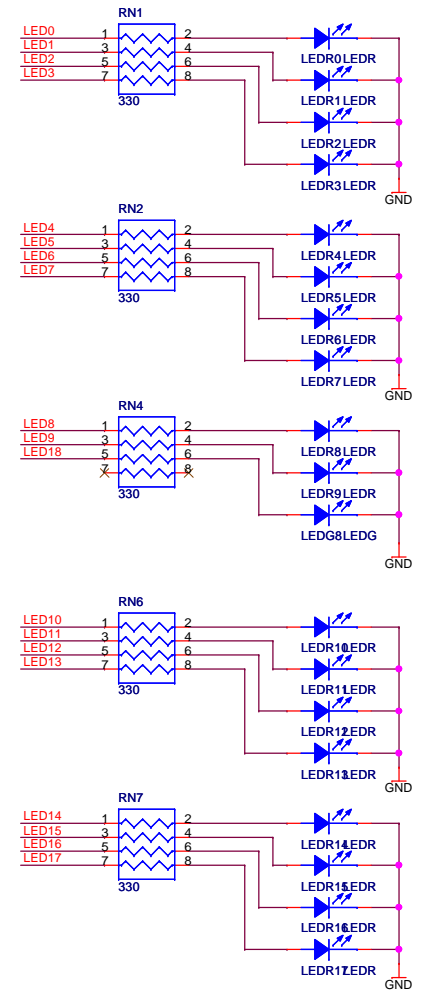 RN1
LED0 1 2
LED1 3 4 LEDR0 LEDR
LED2 5 6
LED3 7 8 LEDR1 LEDR
330
LEDR2 LEDR
LEDR3 LEDR
GND
RN2
LED4 1 2
LED5 3 4 LEDR4 LEDR
LED6 5 6
LED7 7 8 LEDR5 LEDR
330
LEDR6 LEDR
LEDR7 LEDR
GND
RN4
LED8 1 2
LED9 3 4 LEDR8 LEDR
LED18 5 6
7 8 LEDR9 LEDR
330
LEDG8 LEDG
GND
RN6
LED10 1 2
LED11 3 4 LEDR10 LEDR
LED12 5 6
LED13 7 8 LEDR11 LEDR
330
LEDR12 LEDR
LEDR13 LEDR
GND
RN7
LED14 1 2
LED15 3 4 LEDR14 LEDR
LED16 5 6
LED17 7 8 LEDR15 LEDR
330
LEDR16 LEDR
LEDR17 LEDR
GND